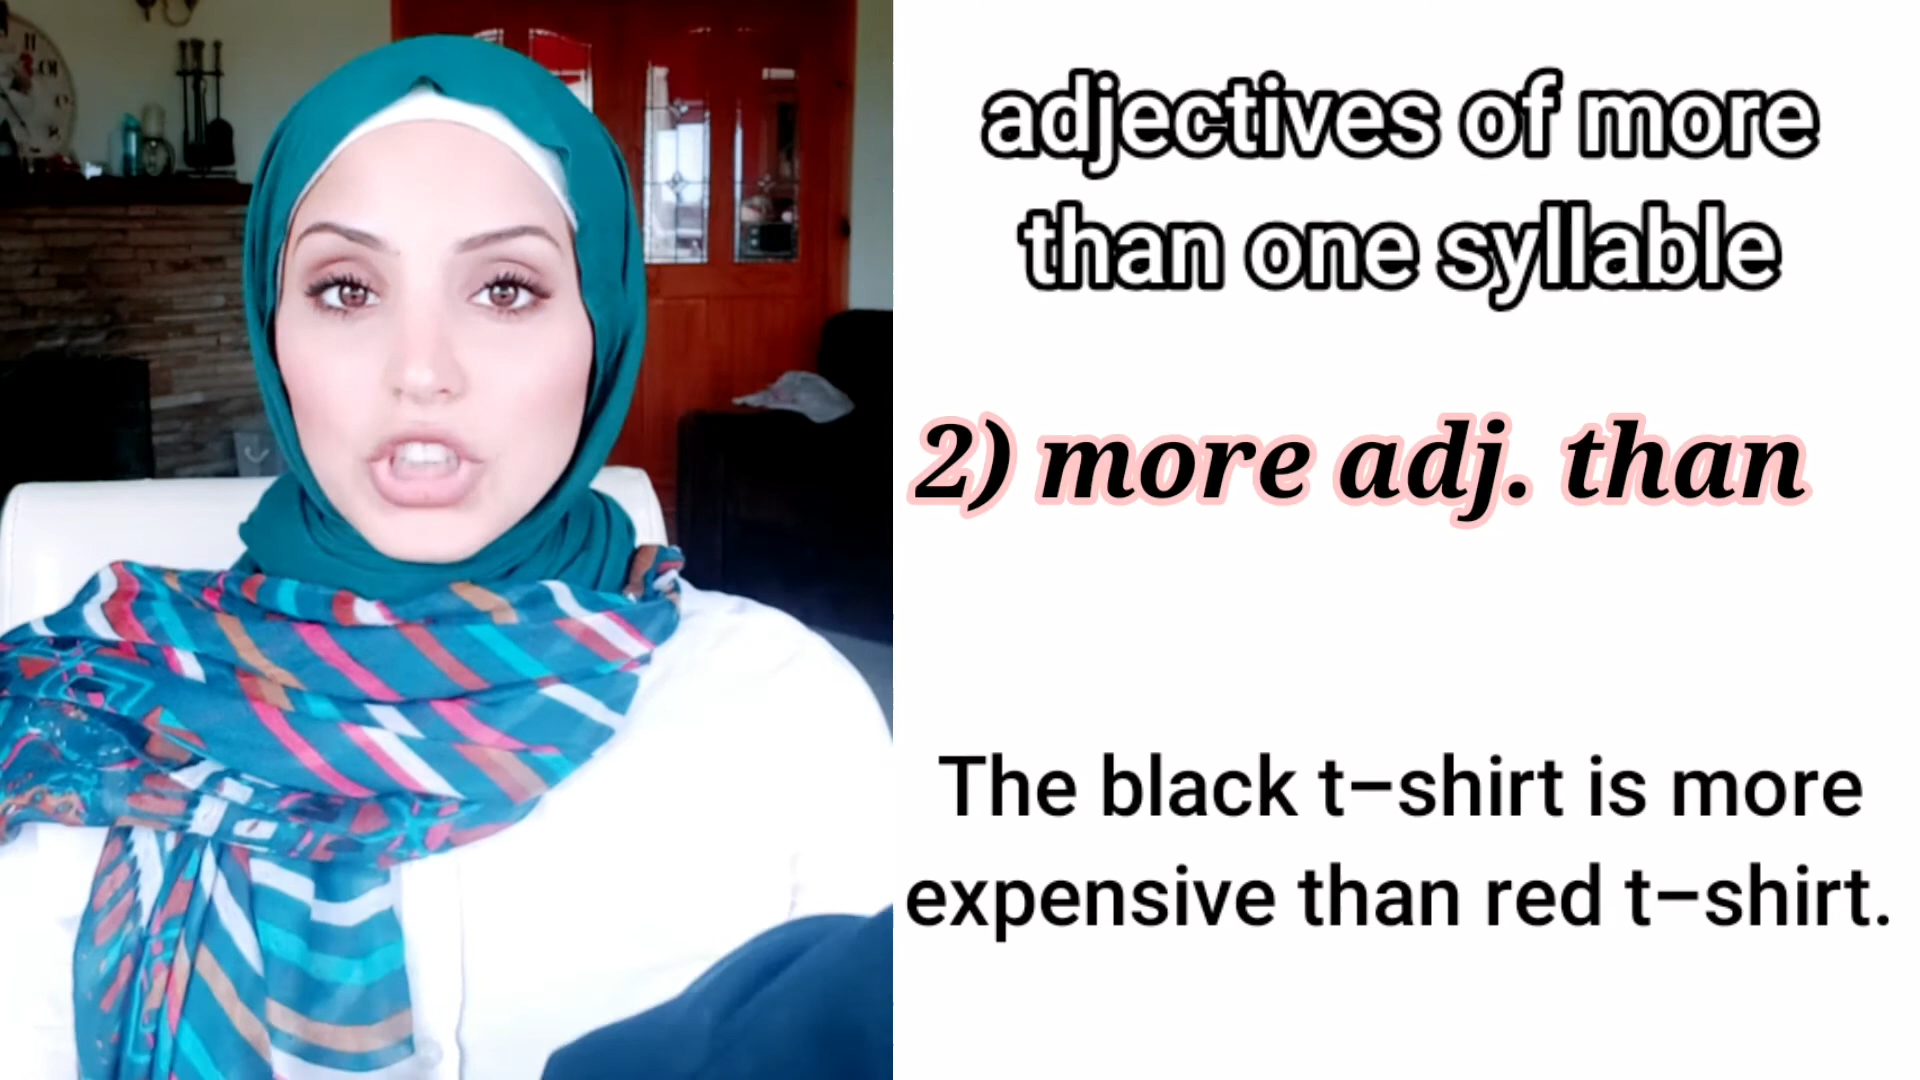 adjectives of more
than one syllable
2) more adj. than
The black t–shirt is more
expensive than red t–shirt.